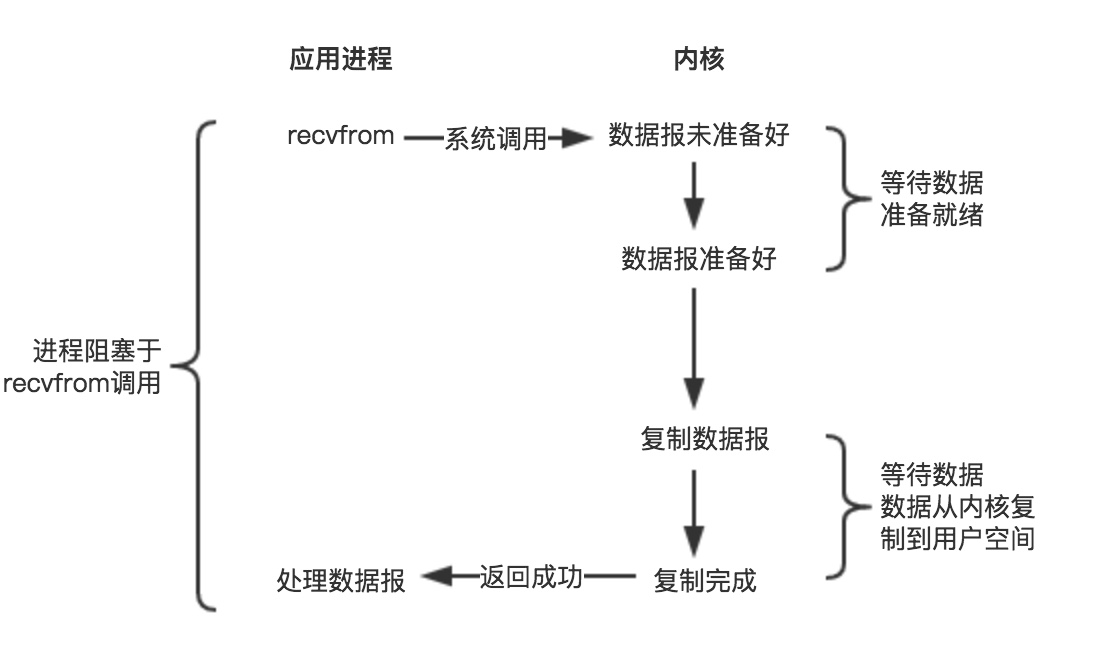 应用进程
内核
recvfrom
系统调用
数据报未准备好
等待数据
准备就绪
数据报准备好
进程阻塞于
recvfrom调用
复制数据报
等待数据
数据从内核复
制到用户空间
处理数据报
返回成功
复制完成